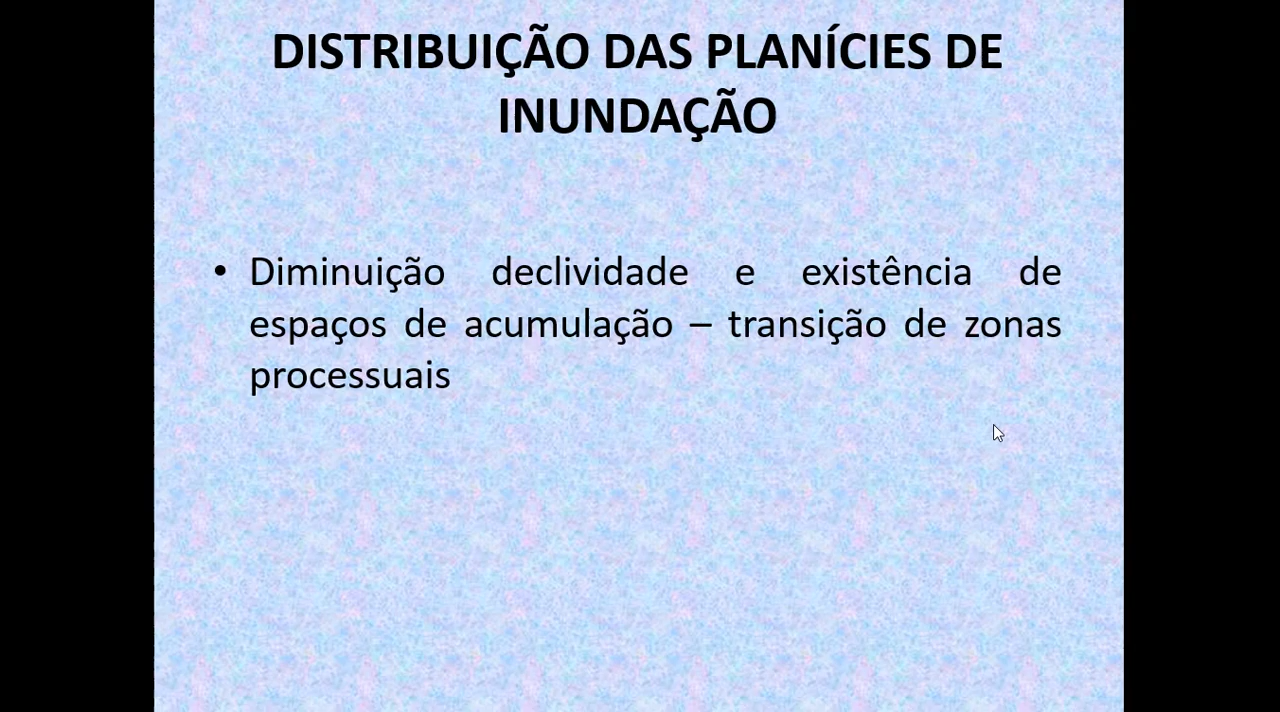 DISTRIBUIÇÃO DAS PLANÍCIES DE
INUNDAÇÃO
• Diminuição declividade e existência de
espaços de acumulação – transição de zonas
processuais